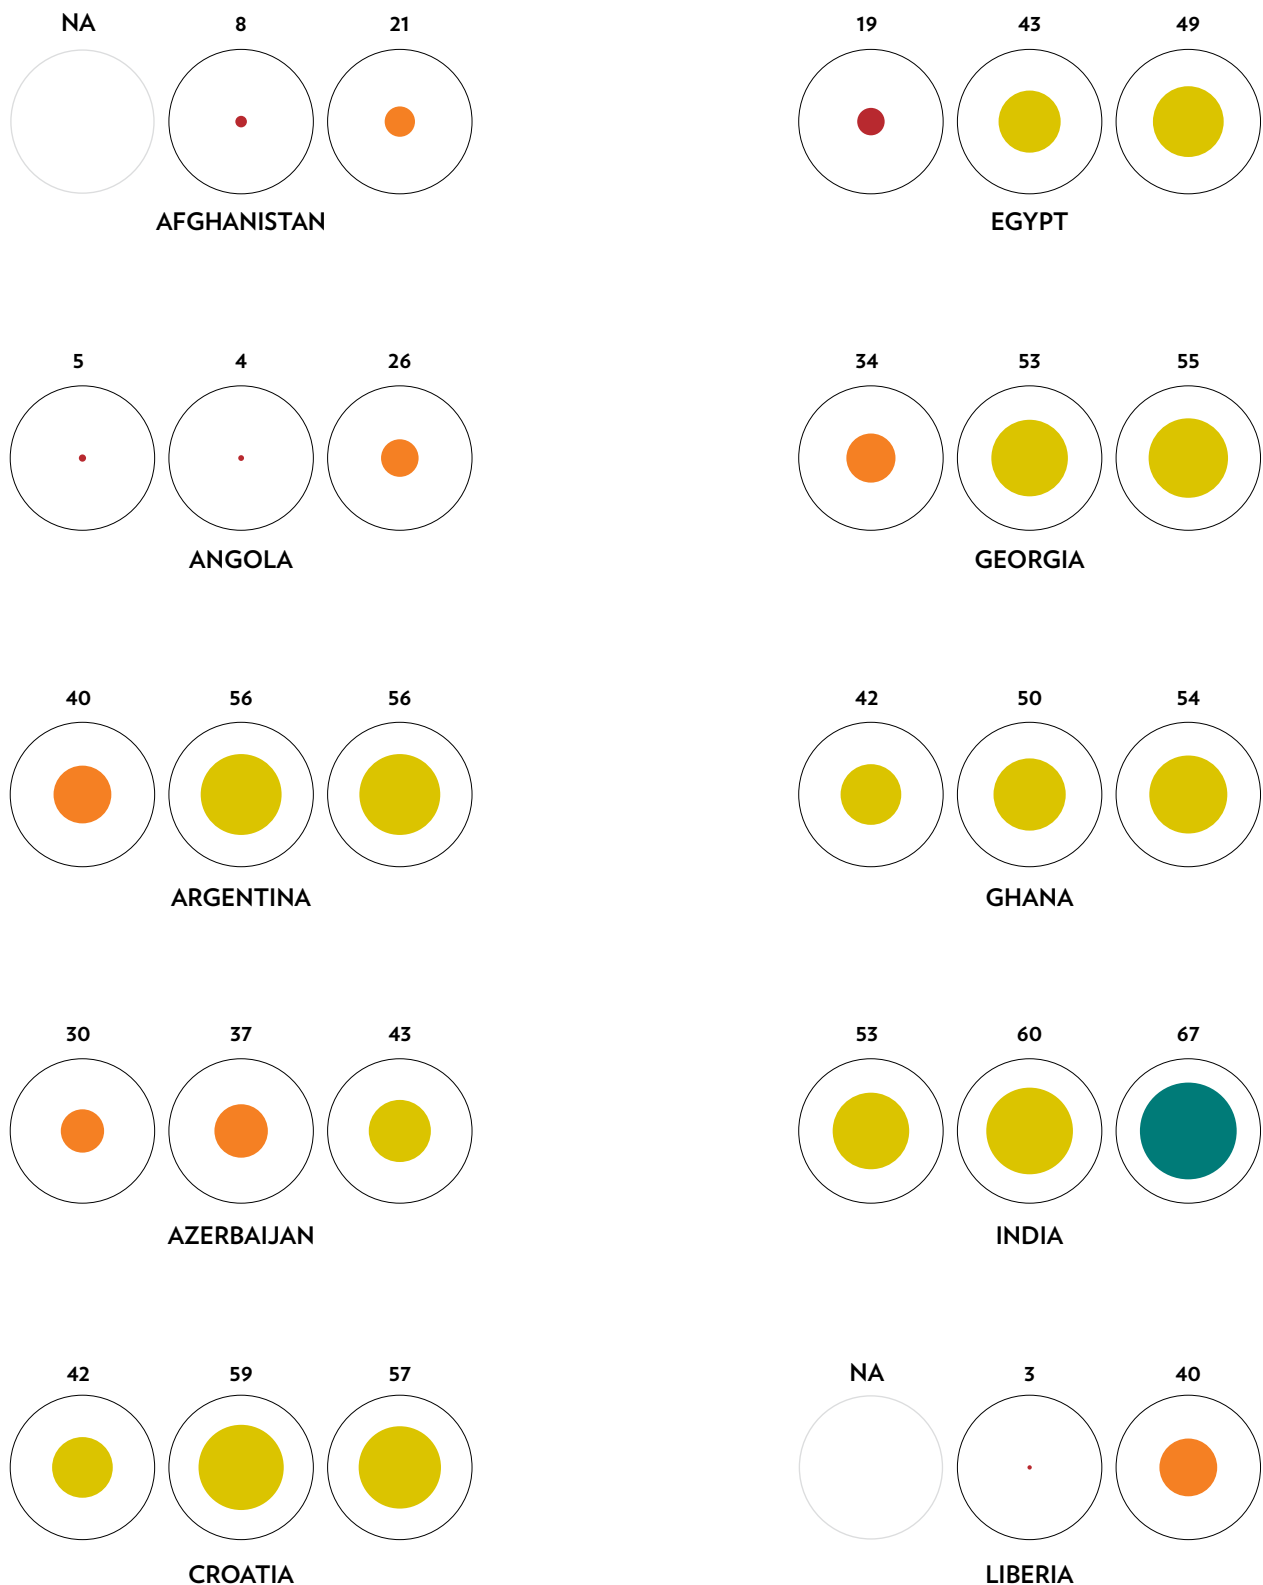 NA 8 21
AFGHANISTAN
19 43 49
EGYPT
5 4 26
ANGOLA
34 53 55
GEORGIA
40 56 56
ARGENTINA
42 50 54
GHANA
30 37 43
AZERBAIJAN
53 60 67
INDIA
42 59 57
CROATIA
NA 3 40
LIBERIA